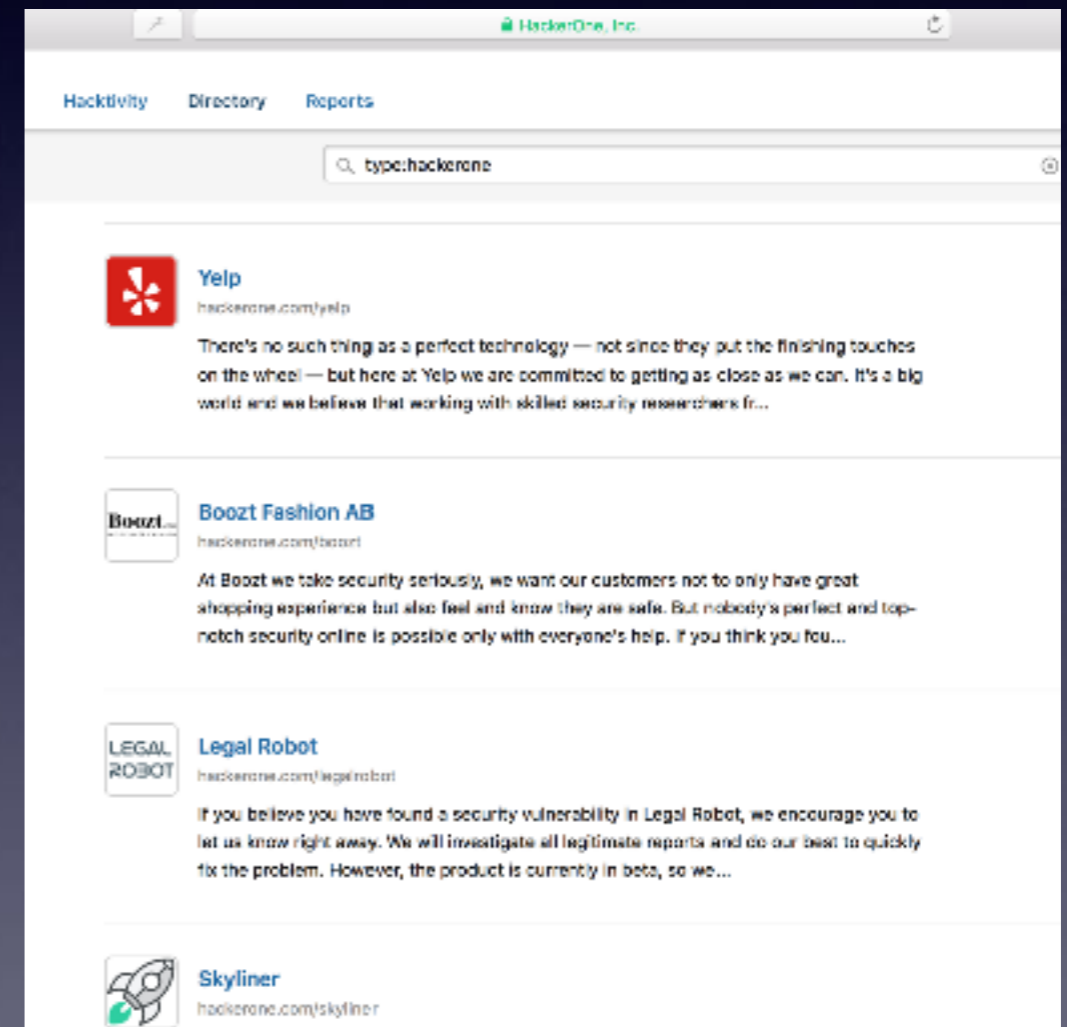 HackerOne, Inc.
Hacktivity Directory Reports
type:hackerone
Yelp
hackerone.com/yelp
There's no such thing as a perfect technology — not since they put the finishing touches
on the wheel — but here at Yelp we are committed to getting as close as we can. It's a big
world and we believe that working with skilled security researchers fr...
Boozt
Boozt Fashion AB
hackerone.com/boozt
At Boozt we take security seriously, we want our customers not to only have great
shopping experience but also feel and know they are safe. But nobody's perfect and top-
notch security online is possible only with everyone's help. If you think you fou...
LEGAL
ROBOT
Legal Robot
hackerone.com/legalrobot
If you believe you have found a security vulnerability in Legal Robot, we encourage you to
let us know right away. We will investigate all legitimate reports and do our best to quickly
fix the problem. However, the product is currently in beta, so we...
Skyliner
hackerone.com/skyliner